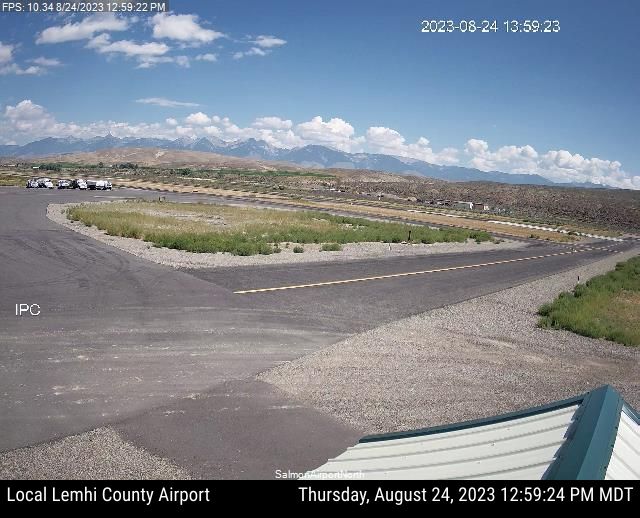 FPS: 10.34 8/24/2023 12:59:22 PM
2023-08-24 13:59:23
IPC
SalmonAirportNorth
Local Lemhi County Airport
Thursday, August 24, 2023 12:59:24 PM MDT